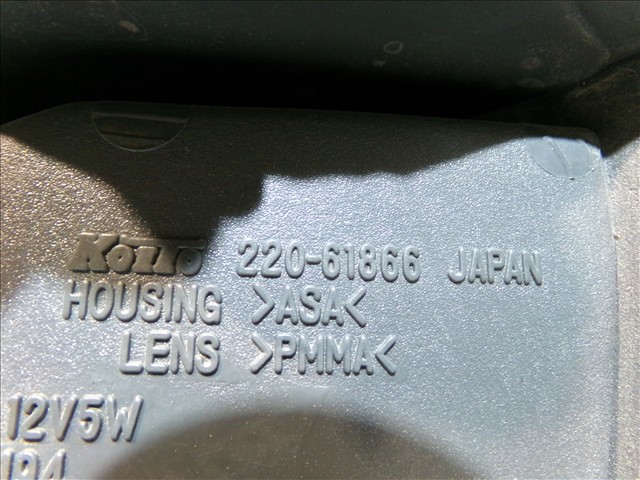 Koito 220-61866 JAPAN
HOUSING >ASA<
LENS >PMMA<
12V5W
194